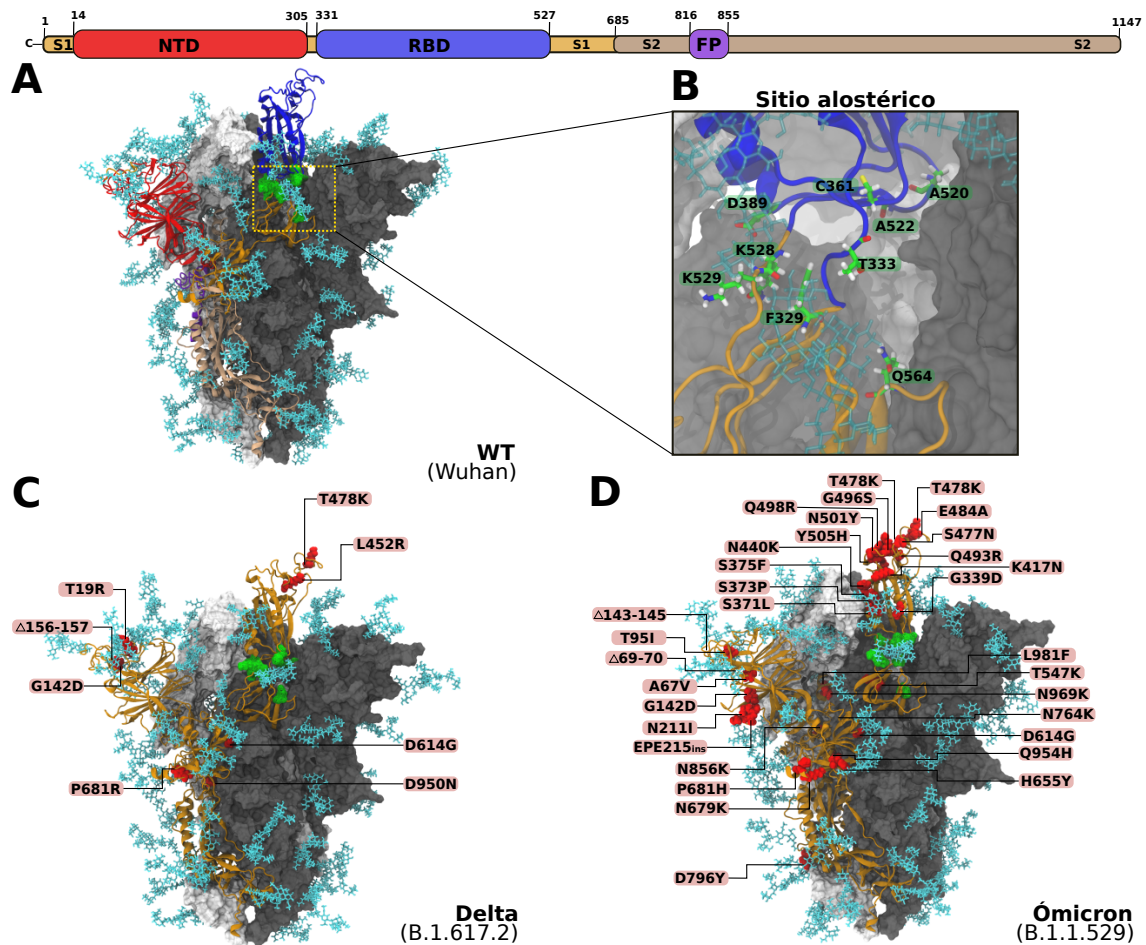 1 14 305 331 527 685 816 855 1147
C S1 NTD RBD S1 S2 FP S2
A
B
Sitio alostérico
C361
A520
D389
A522
K528
T333
K529
F329
Q564
WT
(Wuhan)
C
T478K
L452R
T19R
Δ156-157
G142D
D614G
P681R
D950N
Delta
(B.1.617.2)
D
T478K
T478K
G496S
Q498R
E484A
N501Y
S477N
Y505H
N440K
Q493R
S375F
K417N
S373P
G339D
S371L
Δ143-145
T95I
L981F
Δ69-70
T547K
A67V
N969K
G142D
N764K
N211I
D614G
EPE215ins
Q954H
N856K
H655Y
P681H
N679K
D796Y
Ómicron
(B.1.1.529)